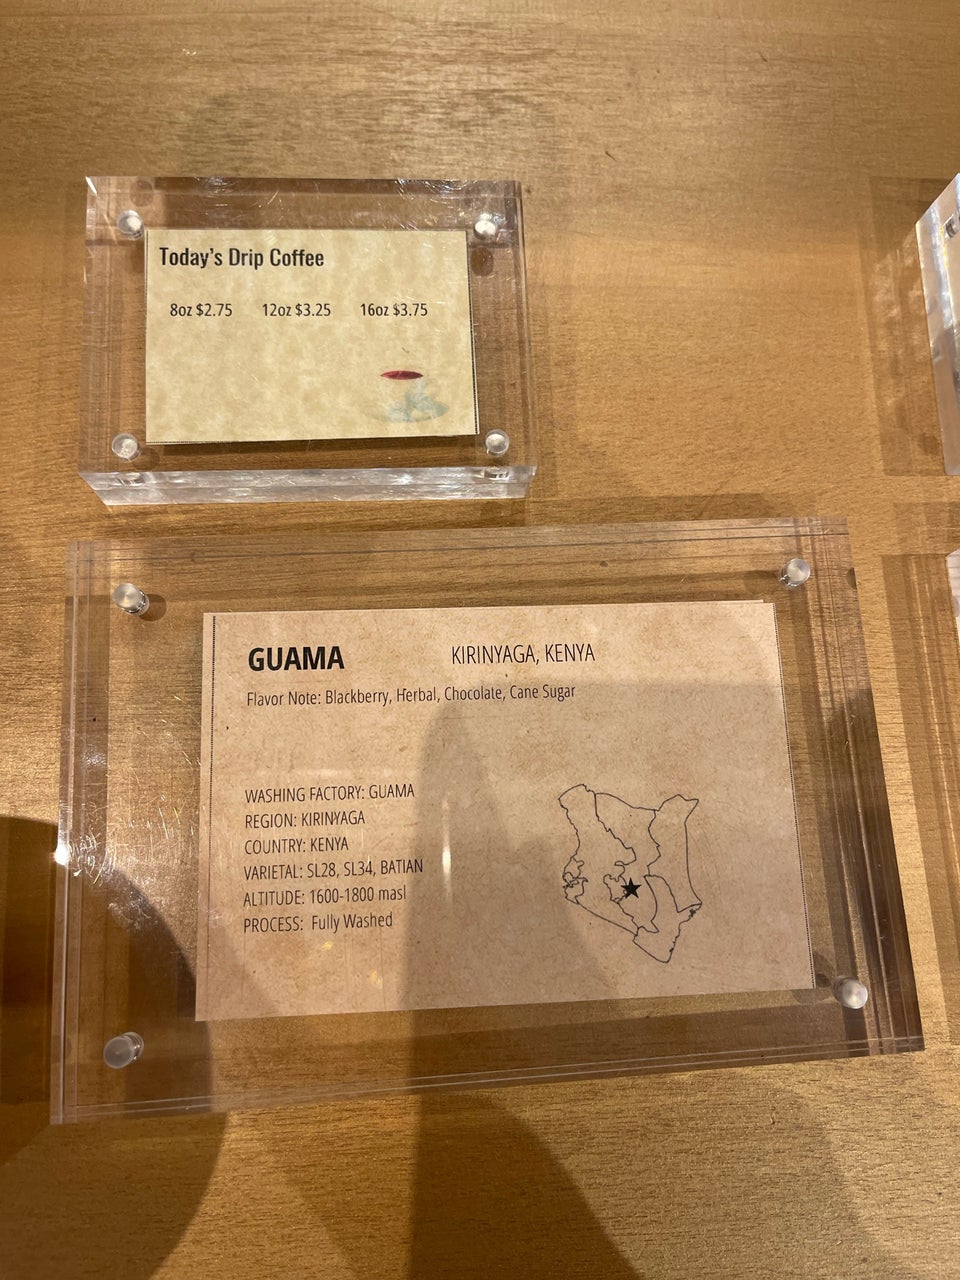 Today's Drip Coffee
8oz $2.75 12oz $3.25 16oz $3.75
GUAMA KIRINYAGA, KENYA
Flavor Note: Blackberry, Herbal, Chocolate, Cane Sugar
WASHING FACTORY: GUAMA
REGION: KIRINYAGA
COUNTRY: KENYA
VARIETAL: SL28, SL34, BATIAN
ALTITUDE: 1600-1800 masl
PROCESS: Fully Washed